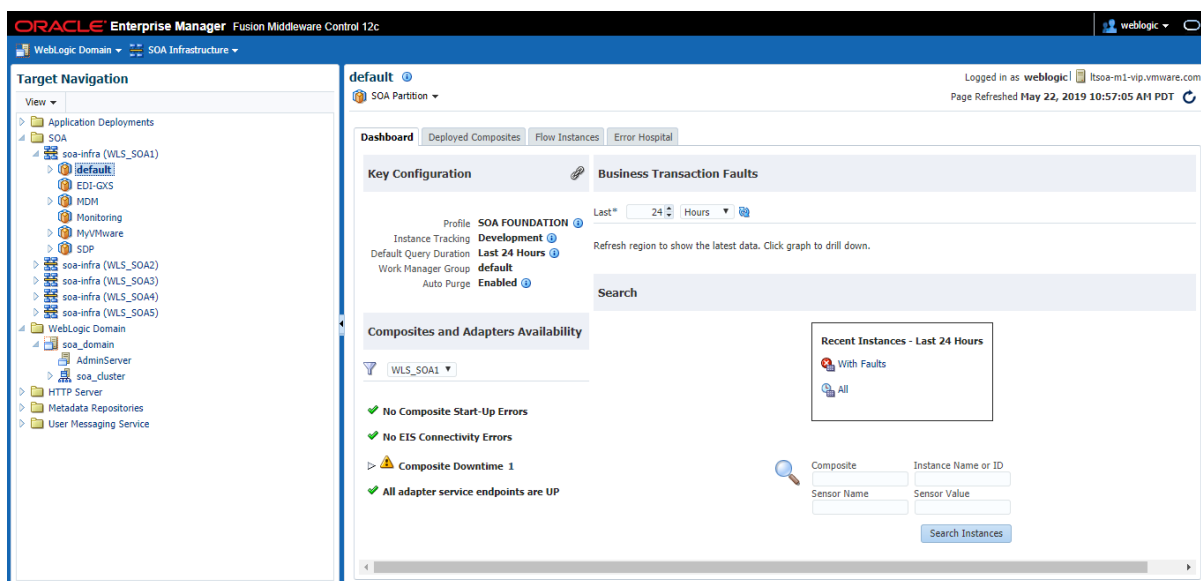 ORACLE Enterprise Manager Fusion Middleware Control 12c
weblogic
WebLogic Domain SOA Infrastructure
Target Navigation
View
Application Deployments
SOA
soa-infra (WLS_SOA1)
default
EDI-GXS
MDM
Monitoring
MyVMware
SDP
soa-infra (WLS_SOA2)
soa-infra (WLS_SOA3)
soa-infra (WLS_SOA4)
soa-infra (WLS_SOA5)
WebLogic Domain
soa_domain
AdminServer
soa_cluster
HTTP Server
Metadata Repositories
User Messaging Service
default
Logged in as weblogic ltsoa-m1-vip.vmware.com
SOA Partition
Page Refreshed May 22, 2019 10:57:05 AM PDT
Dashboard Deployed Composites Flow Instances Error Hospital
Key Configuration
Profile SOA FOUNDATION
Instance Tracking Development
Default Query Duration Last 24 Hours
Work Manager Group default
Auto Purge Enabled
Composites and Adapters Availability
WLS_SOA1
No Composite Start-Up Errors
No EIS Connectivity Errors
Composite Downtime 1
All adapter service endpoints are UP
Business Transaction Faults
Last* 24 Hours
Refresh region to show the latest data. Click graph to drill down.
Search
Recent Instances - Last 24 Hours
With Faults
All
Composite Instance Name or ID
Sensor Name Sensor Value
Search Instances